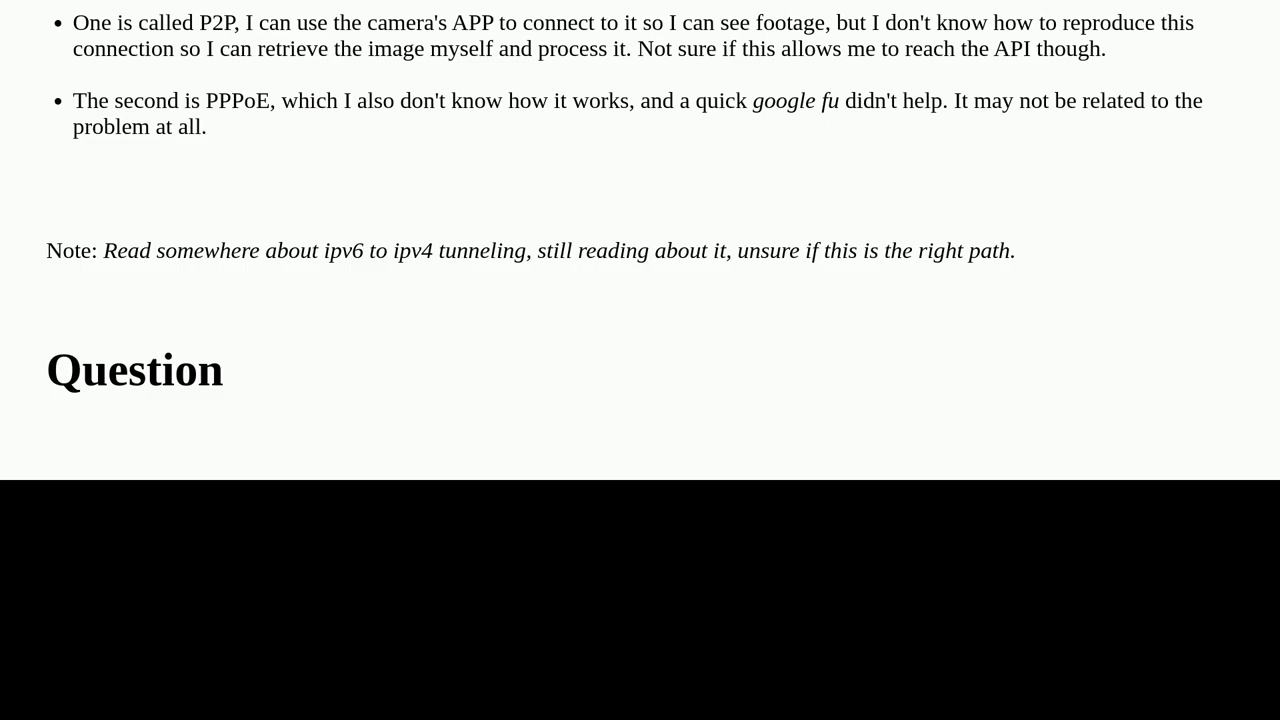 One is called P2P, I can use the camera's APP to connect to it so I can see footage, but I don't know how to reproduce this
connection so I can retrieve the image myself and process it. Not sure if this allows me to reach the API though.
The second is PPPoE, which I also don't know how it works, and a quick google fu didn't help. It may not be related to the
problem at all.
Note: Read somewhere about ipv6 to ipv4 tunneling, still reading about it, unsure if this is the right path.
Question